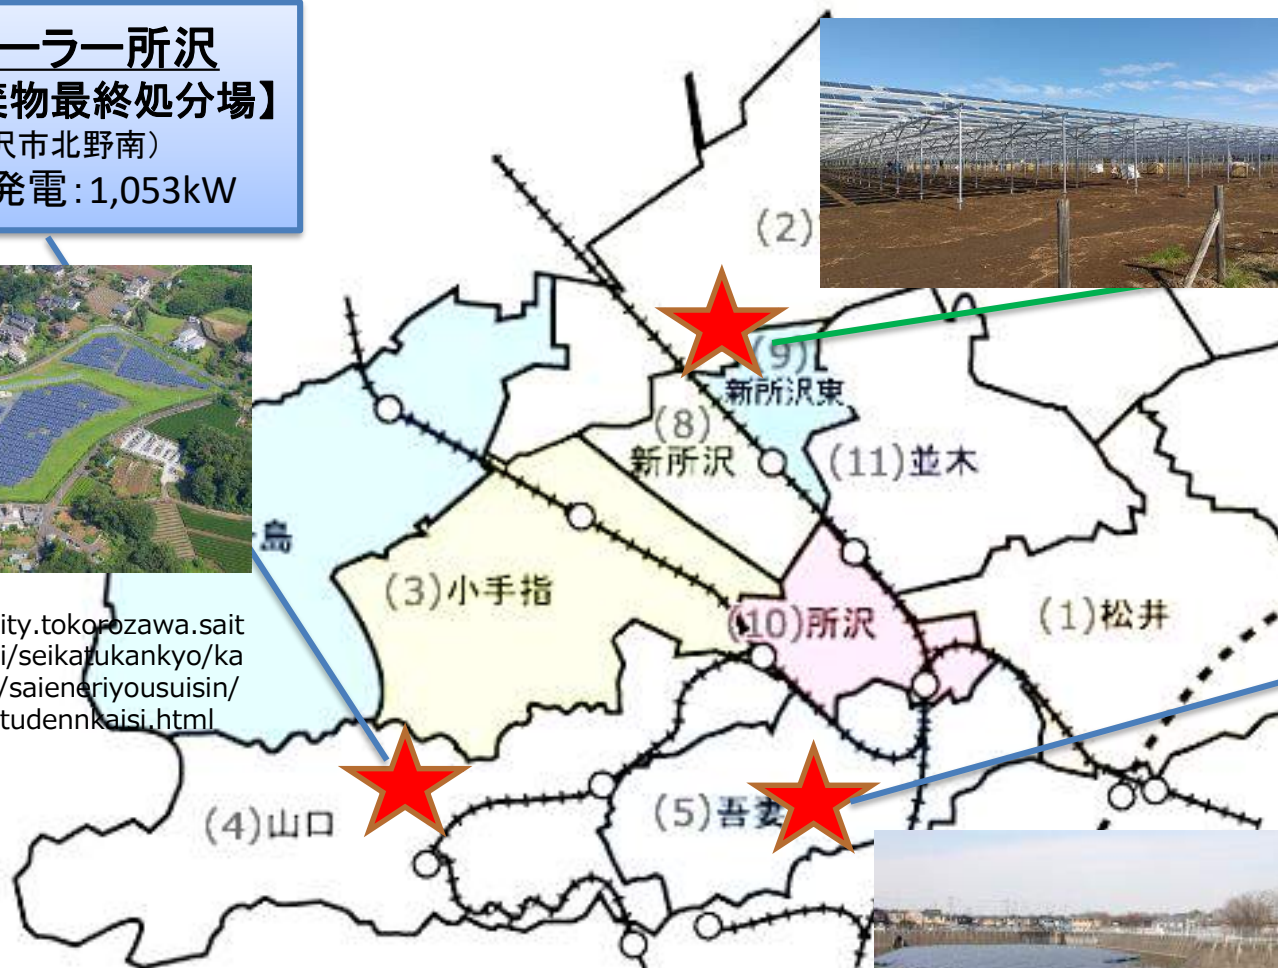 ーラー所沢
棄物最終処分場】
沢市北野南）
発電：1,053kW
(2)
(9)
新所沢東
(8)
新所沢
(11)並木
島
(3)小手指
(10)所沢
(1)松井
ity.tokorozawa.sait
i/seikatukankyo/ka
/saieneriyousuisin/
tudennkaisi.html
(4)山口
(5)吾妻